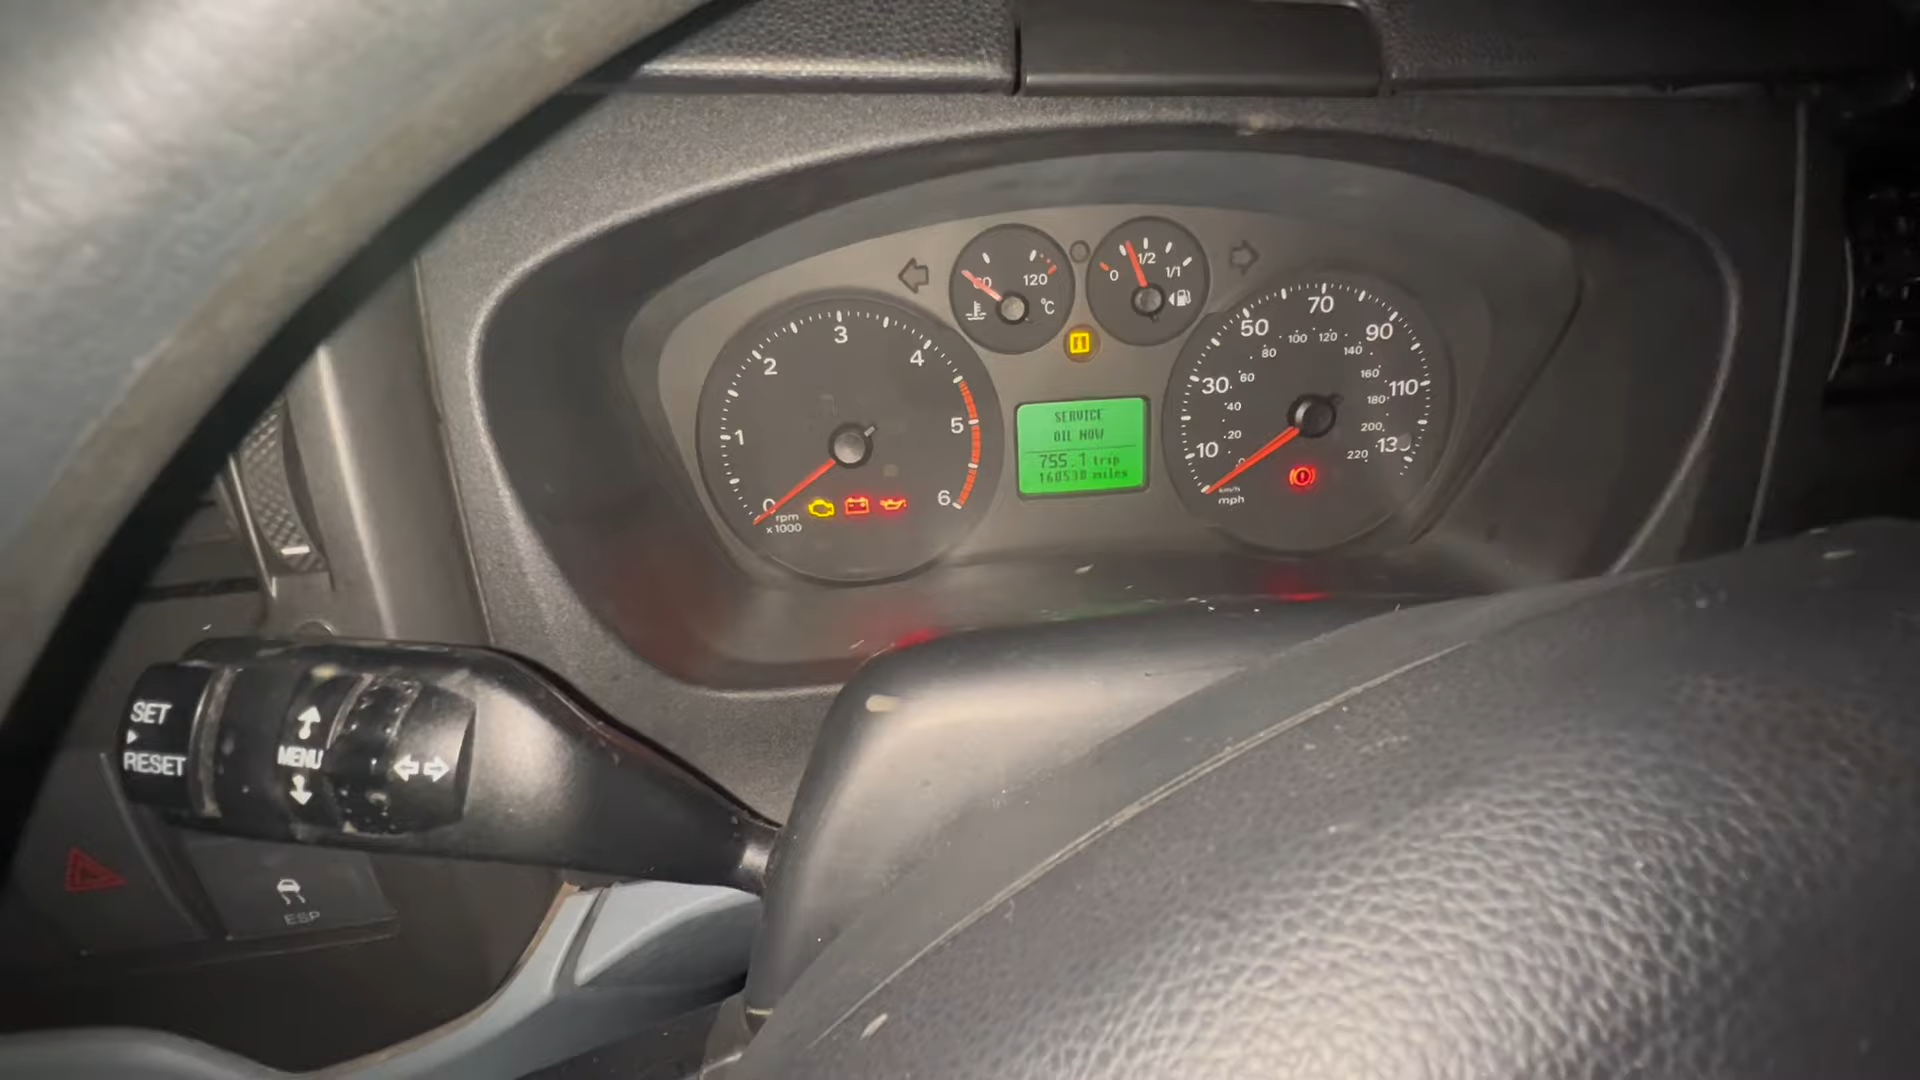 60
120
°C
0
1/2
1/1
0
1
2
3
4
5
6
rpm
x1000
SERVICE
OIL NOW
755.1 trip
160538 miles
10
30
50
70
90
110
20
40
60
80
100
120
140
160
180
200
220
km/h
mph
SET
RESET
MENU
ESP